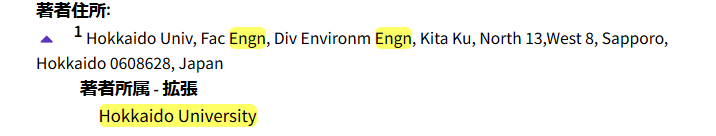 著者住所:
1 Hokkaido Univ, Fac Engn, Div Environm Engn, Kita Ku, North 13,West 8, Sapporo,
Hokkaido 0608628, Japan
著者所属 - 拡張
Hokkaido University